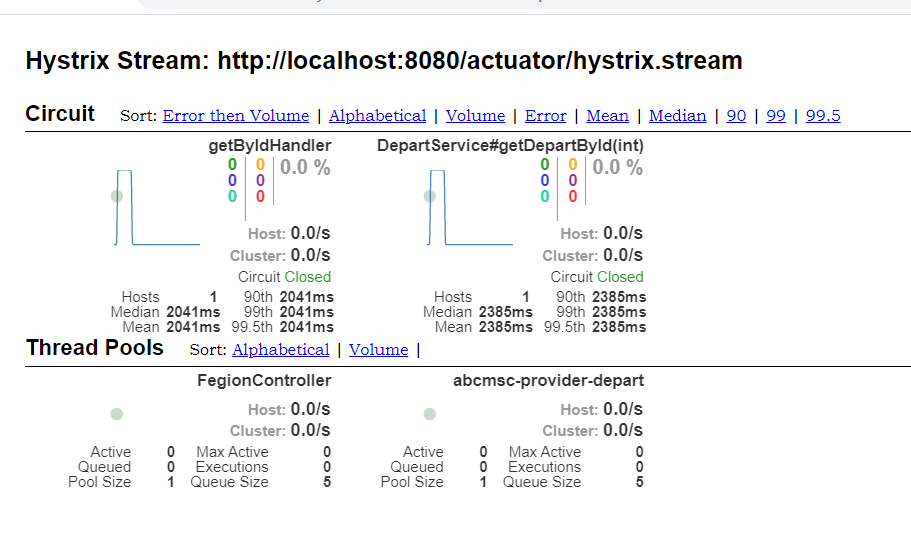 Hystrix Stream: http://localhost:8080/actuator/hystrix.stream
Circuit Sort: Error then Volume | Alphabetical | Volume | Error | Mean | Median | 90 | 99 | 99.5
getByIdHandler DepartService#getDepartById(int)
0 0 0.0 % 0 0 0.0 %
0 0 0 0
0 0 0 0
Host: 0.0/s Host: 0.0/s
Cluster: 0.0/s Cluster: 0.0/s
Circuit Closed Circuit Closed
Hosts 1 90th 2041ms Hosts 1 90th 2385ms
Median 2041ms 99th 2041ms Median 2385ms 99th 2385ms
Mean 2041ms 99.5th 2041ms Mean 2385ms 99.5th 2385ms
Thread Pools Sort: Alphabetical | Volume |
FegionController abcmsc-provider-depart
Host: 0.0/s Host: 0.0/s
Cluster: 0.0/s Cluster: 0.0/s
Active 0 Max Active 0 Active 0 Max Active 0
Queued 0 Executions 0 Queued 0 Executions 0
Pool Size 1 Queue Size 5 Pool Size 1 Queue Size 5